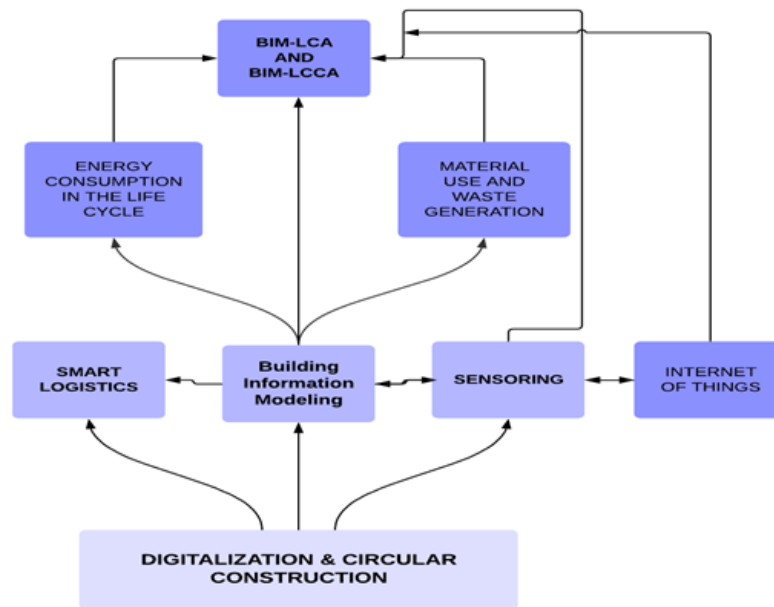 BIM-LCA
AND
BIM-LCCA
ENERGY
CONSUMPTION
IN THE LIFE
CYCLE
MATERIAL
USE AND
WASTE
GENERATION
SMART
LOGISTICS
Building
Information
Modeling
SENSORING
INTERNET
OF THINGS
DIGITALIZATION & CIRCULAR
CONSTRUCTION